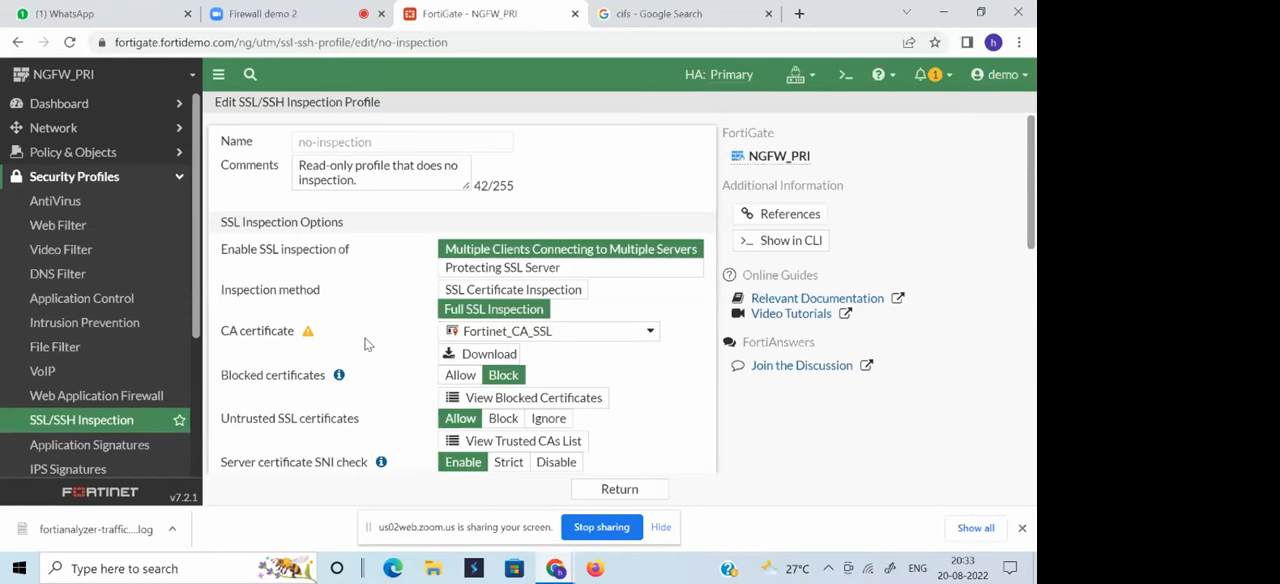 (1) WhatsApp
Firewall demo 2
FortiGate - NGFW_PRI
cifs - Google Search
fortigate.fortidemo.com/ng/utm/ssl-ssh-profile/edit/no-inspection
h
NGFW_PRI
HA: Primary
1
demo
Dashboard
Network
Policy & Objects
Security Profiles
AntiVirus
Web Filter
Video Filter
DNS Filter
Application Control
Intrusion Prevention
File Filter
VoIP
Web Application Firewall
SSL/SSH Inspection
Application Signatures
IPS Signatures
FORTINET
v7.2.1
Edit SSL/SSH Inspection Profile
Name
no-inspection
Comments
Read-only profile that does no
inspection.
42/255
SSL Inspection Options
Enable SSL inspection of
Multiple Clients Connecting to Multiple Servers
Protecting SSL Server
Inspection method
SSL Certificate Inspection
Full SSL Inspection
CA certificate
Fortinet_CA_SSL
Download
Blocked certificates
Allow Block
View Blocked Certificates
Untrusted SSL certificates
Allow Block Ignore
View Trusted CAs List
Server certificate SNI check
Enable Strict Disable
Return
FortiGate
NGFW_PRI
Additional Information
References
Show in CLI
Online Guides
Relevant Documentation
Video Tutorials
FortiAnswers
Join the Discussion
us02web.zoom.us is sharing your screen.
Stop sharing
Hide
fortianalyzer-traffic....log
Show all
Type here to search
h
27°C
ENG
20:33
20-08-2022